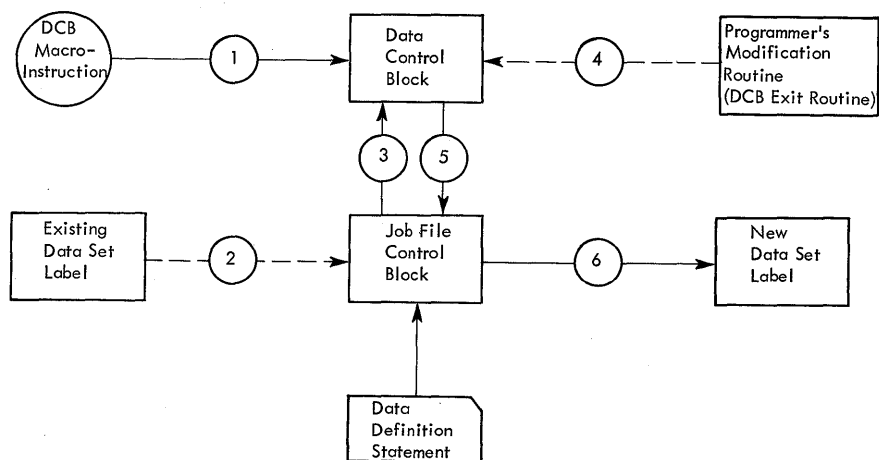 DCB
Macro-
Instruction
1
Data
Control
Block
4
Programmer's
Modification
Routine
(DCB Exit Routine)
3
5
Existing
Data Set
Label
2
Job File
Control
Block
6
New
Data Set
Label
Data
Definition
Statement